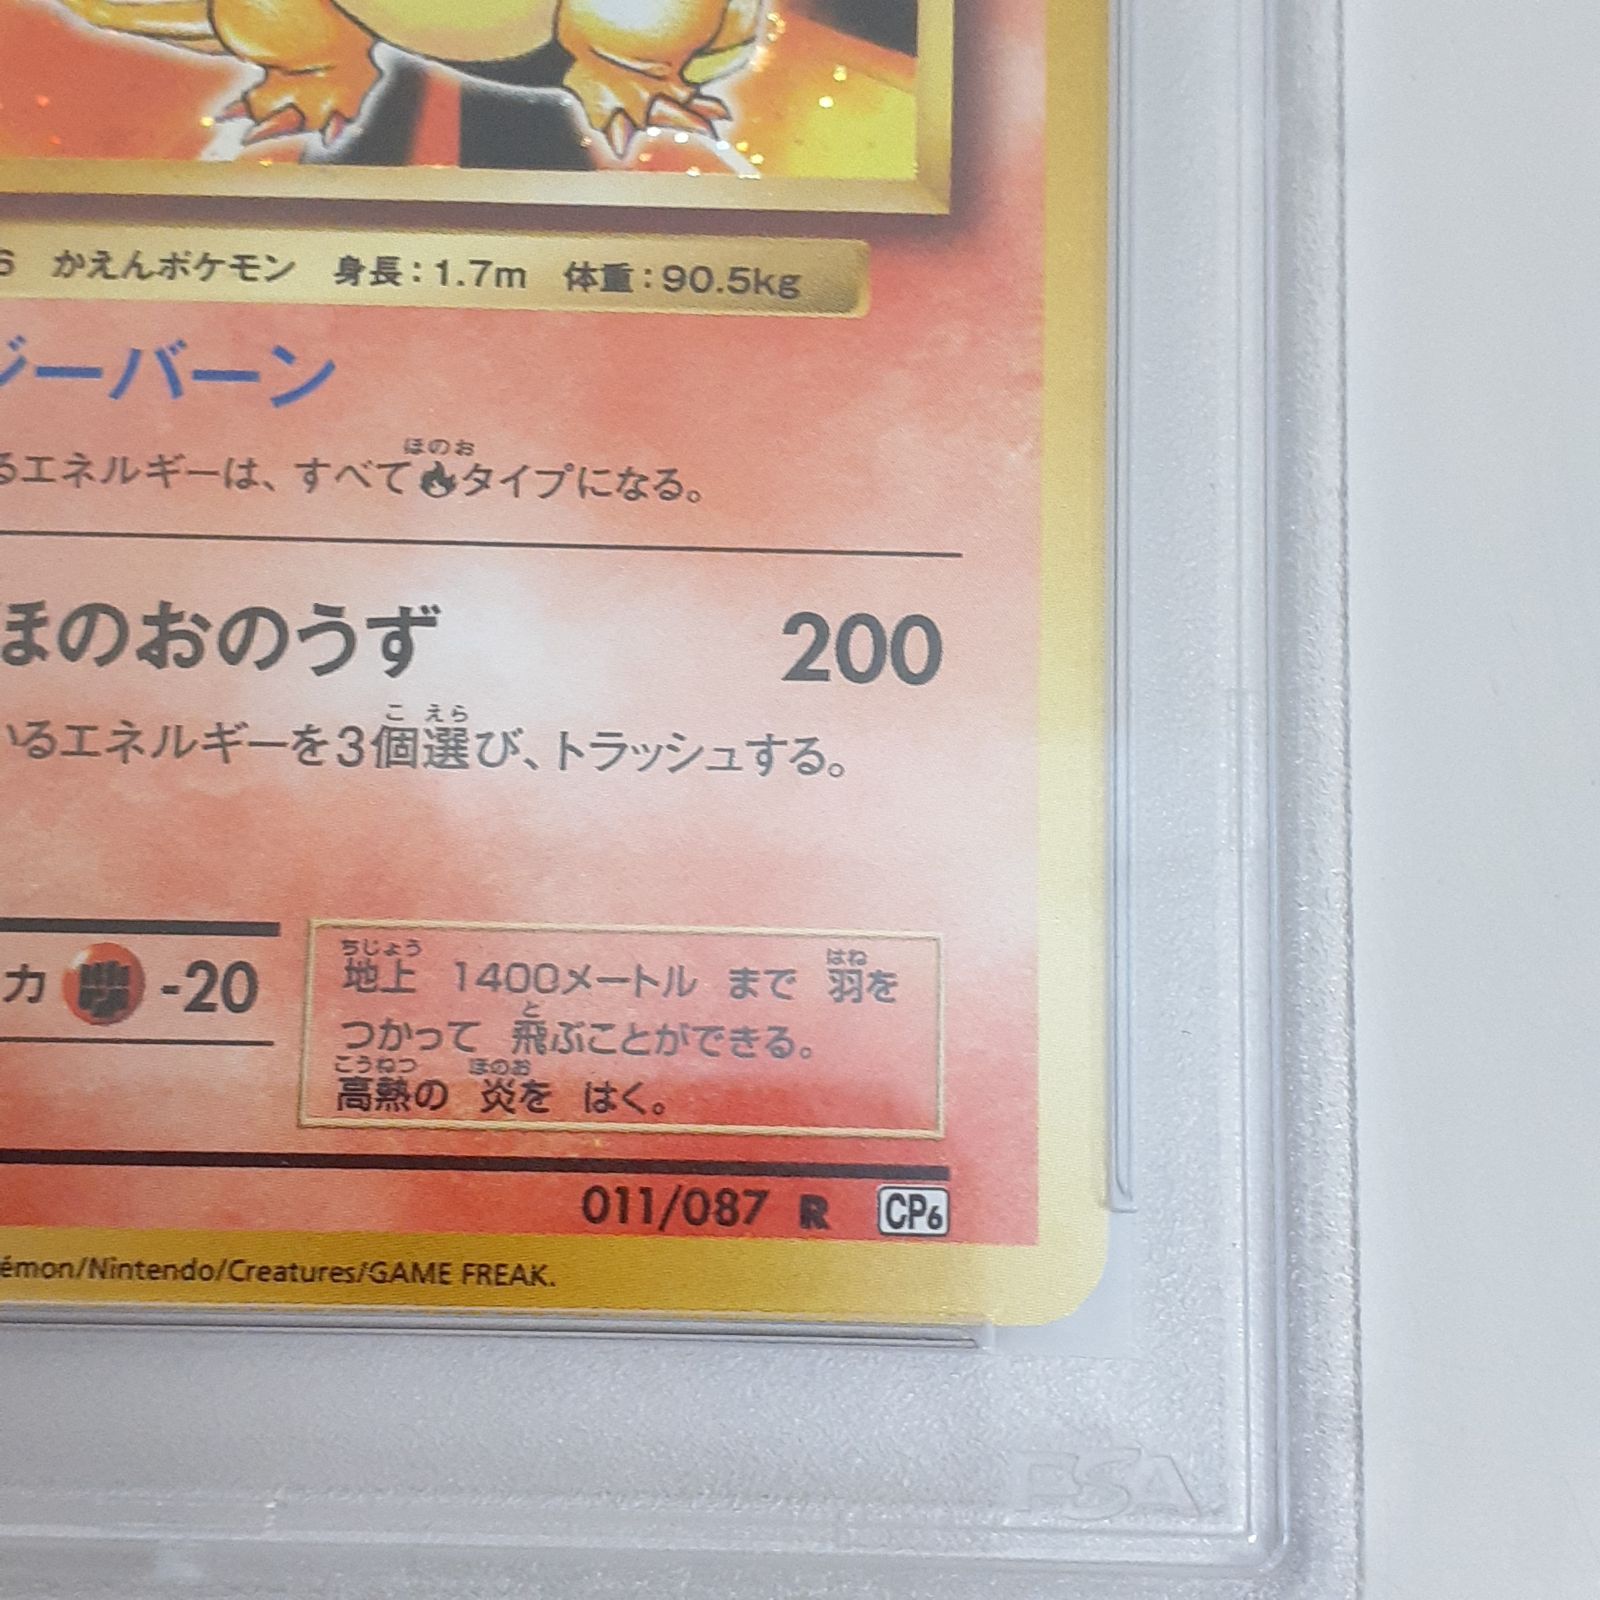 6 かえんポケモン 身長：1.7m 体重：90.5kg
ジーバーン
ほのお
るエネルギーは、すべてタイプになる。
ほのおのうず 200
こ えら
いるエネルギーを3個選び、トラッシュする。
力 -20
ちじょう はね
地上 1400メートル まで 羽を
と
つかって 飛ぶことができる。
こうねつ ほのお
高熱の 炎を はく。
011/087 R CP6
émon/Nintendo/Creatures/GAME FREAK.
PSA